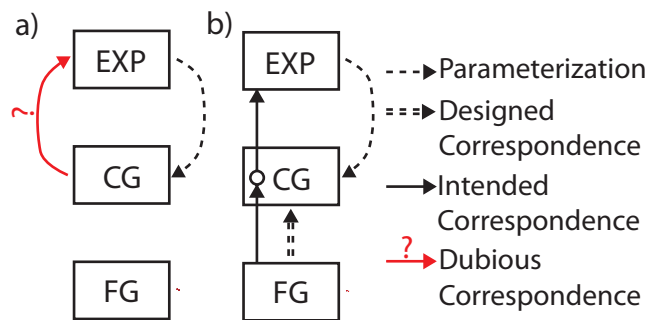 a)
EXP
?
CG
FG
b)
EXP
CG
FG
Parameterization
Designed
Correspondence
Intended
Correspondence
?
Dubious
Correspondence